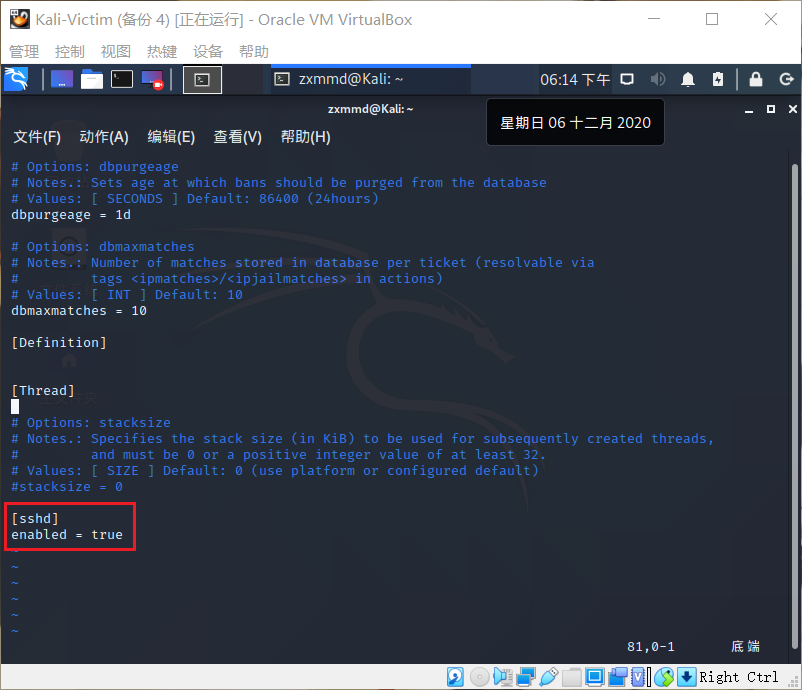 Kali-Victim (备份 4) [正在运行] - Oracle VM VirtualBox
管理 控制 视图 热键 设备 帮助
zxmmd@Kali: ~ 06:14 下午
zxmmd@Kali: ~
星期日 06 十二月 2020
文件(F) 动作(A) 编辑(E) 查看(V) 帮助(H)
# Options: dbpurgeage
# Notes.: Sets age at which bans should be purged from the database
# Values: [ SECONDS ] Default: 86400 (24hours)
dbpurgeage = 1d
# Options: dbmaxmatches
# Notes.: Number of matches stored in database per ticket (resolvable via
#         tags <ipmatches>/<ipjailmatches> in actions)
# Values: [ INT ] Default: 10
dbmaxmatches = 10
[Definition]
[Thread]
# Options: stacksize
# Notes.: Specifies the stack size (in KiB) to be used for subsequently created threads,
#         and must be 0 or a positive integer value of at least 32.
# Values: [ SIZE ] Default: 0 (use platform or configured default)
#stacksize = 0
[sshd]
enabled = true
~
~
~
~
~
~
81,0-1 底端
Right Ctrl